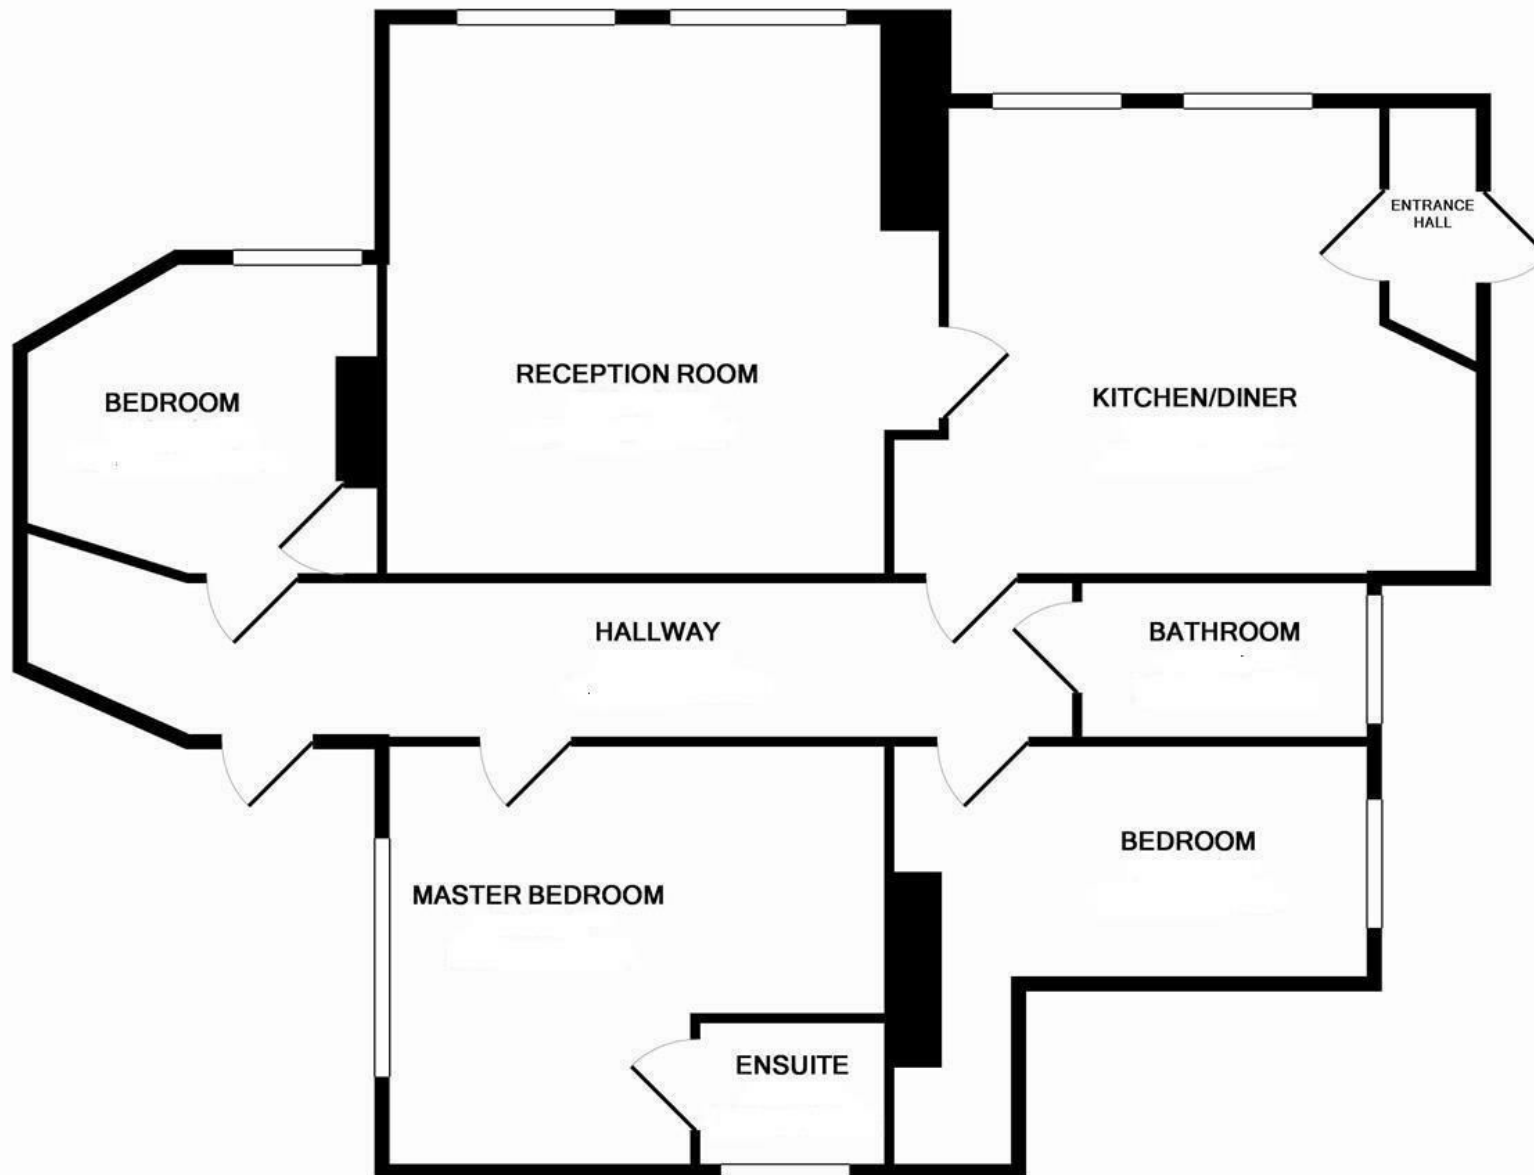 ENTRANCE
HALL
RECEPTION ROOM
KITCHEN/DINER
BEDROOM
HALLWAY
BATHROOM
BEDROOM
MASTER BEDROOM
ENSUITE